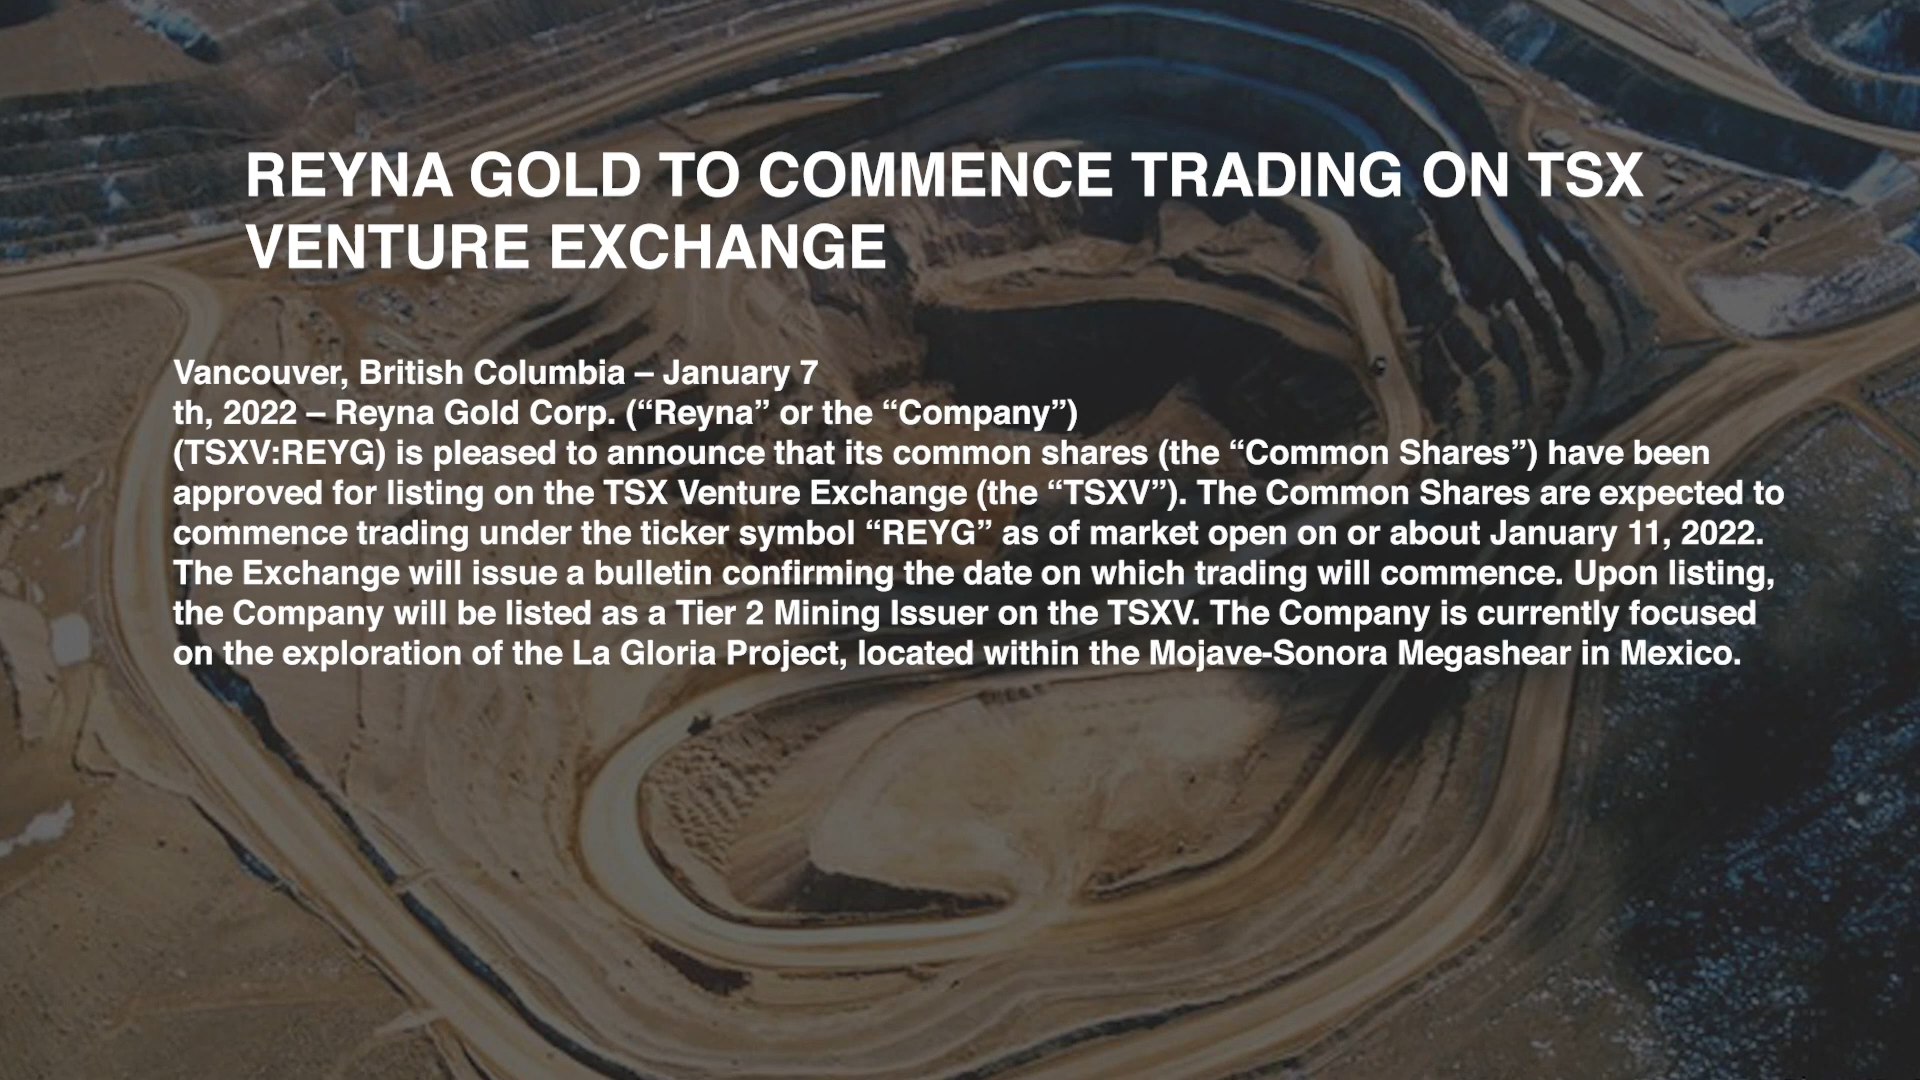 REYNA GOLD TO COMMENCE TRADING ON TSX
VENTURE EXCHANGE
Vancouver, British Columbia – January 7
th, 2022 – Reyna Gold Corp. (“Reyna” or the “Company”)
(TSXV:REYG) is pleased to announce that its common shares (the “Common Shares”) have been
approved for listing on the TSX Venture Exchange (the “TSXV”). The Common Shares are expected to
commence trading under the ticker symbol “REYG” as of market open on or about January 11, 2022.
The Exchange will issue a bulletin confirming the date on which trading will commence. Upon listing,
the Company will be listed as a Tier 2 Mining Issuer on the TSXV. The Company is currently focused
on the exploration of the La Gloria Project, located within the Mojave-Sonora Megashear in Mexico.